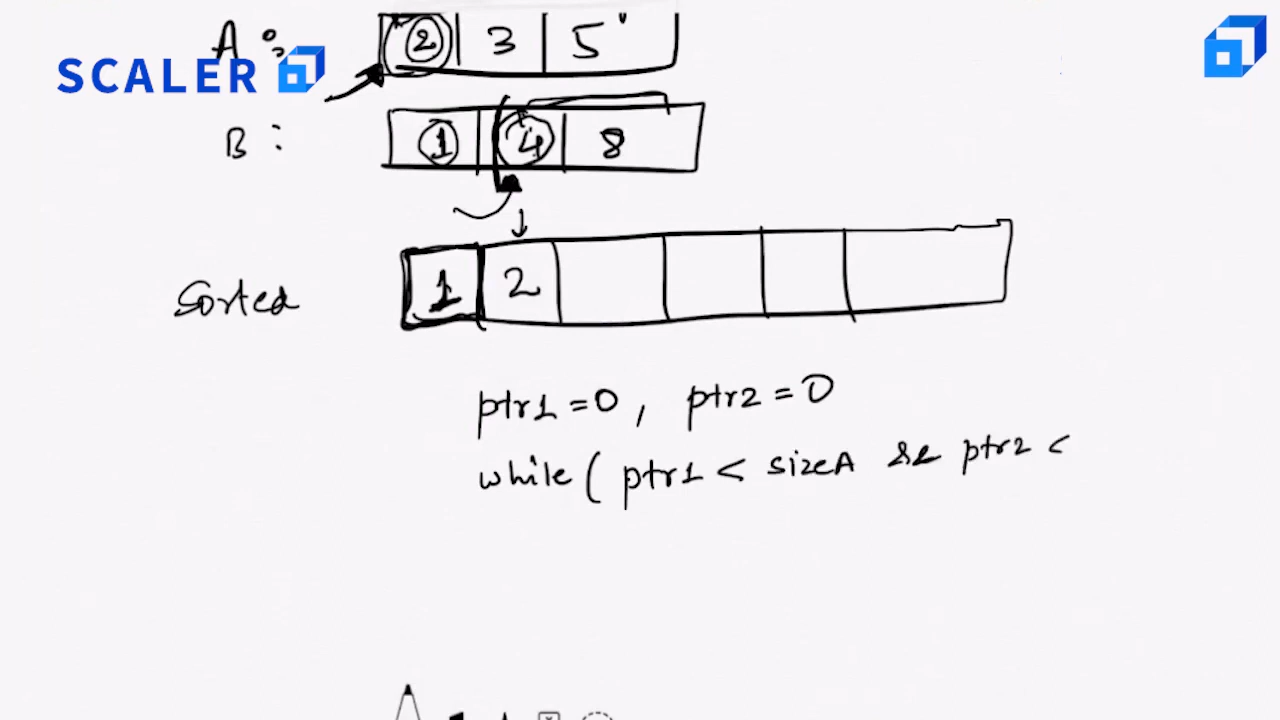 A : 2 3 5
SCALER
B : 1 4 8
Sorted 1 2
ptr1 = 0, ptr2 = 0
while ( ptr1 < sizeA && ptr2 <